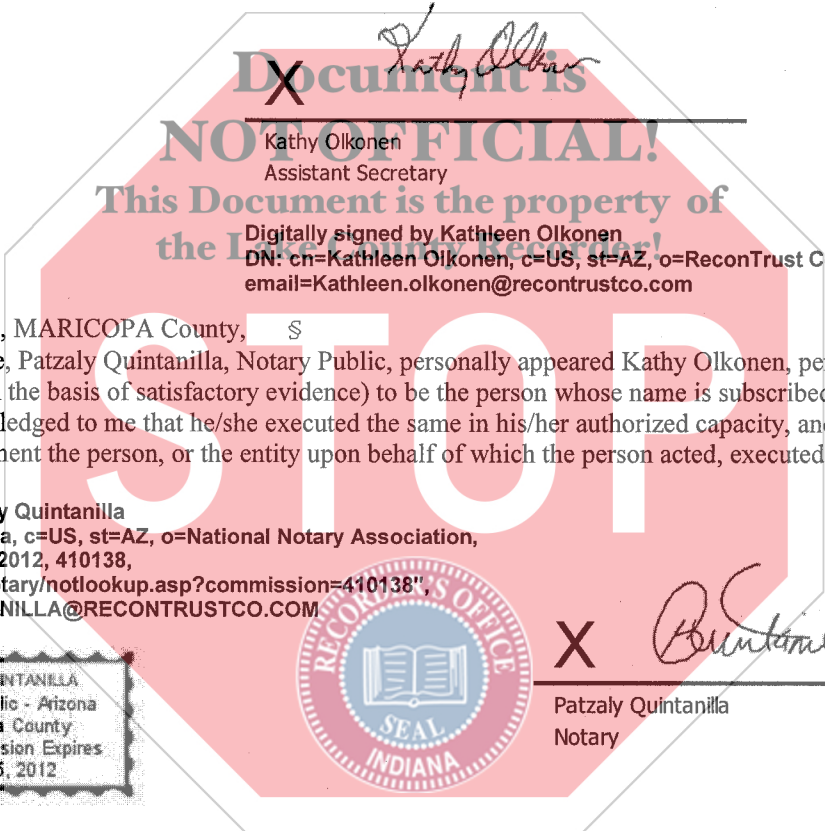 Kathy Olkonen
Document is
X
NOT OFFICIAL!
Kathy Olkonen
Assistant Secretary
This Document is the property of
the Lake County Recorder!
Digitally signed by Kathleen Olkonen
DN: cn=Kathleen Olkonen, c=US, st=AZ, o=ReconTrust C
email=Kathleen.olkonen@recontrustco.com
, MARICOPA County, §
e, Patzaly Quintanilla, Notary Public, personally appeared Kathy Olkonen, pe
the basis of satisfactory evidence) to be the person whose name is subscribed
ledged to me that he/she executed the same in his/her authorized capacity, and
ment the person, or the entity upon behalf of which the person acted, executed
STOP
y Quintanilla
a, c=US, st=AZ, o=National Notary Association,
2012, 410138,
tary/notlookup.asp?commission=410138",
NILLA@RECONTRUSTCO.COM
RECORDER'S OFFICE
SEAL
INDIANA
X
Patzaly Quintanilla
Notary
INTANILLA
lic - Arizona
County
sion Expires
, 2012